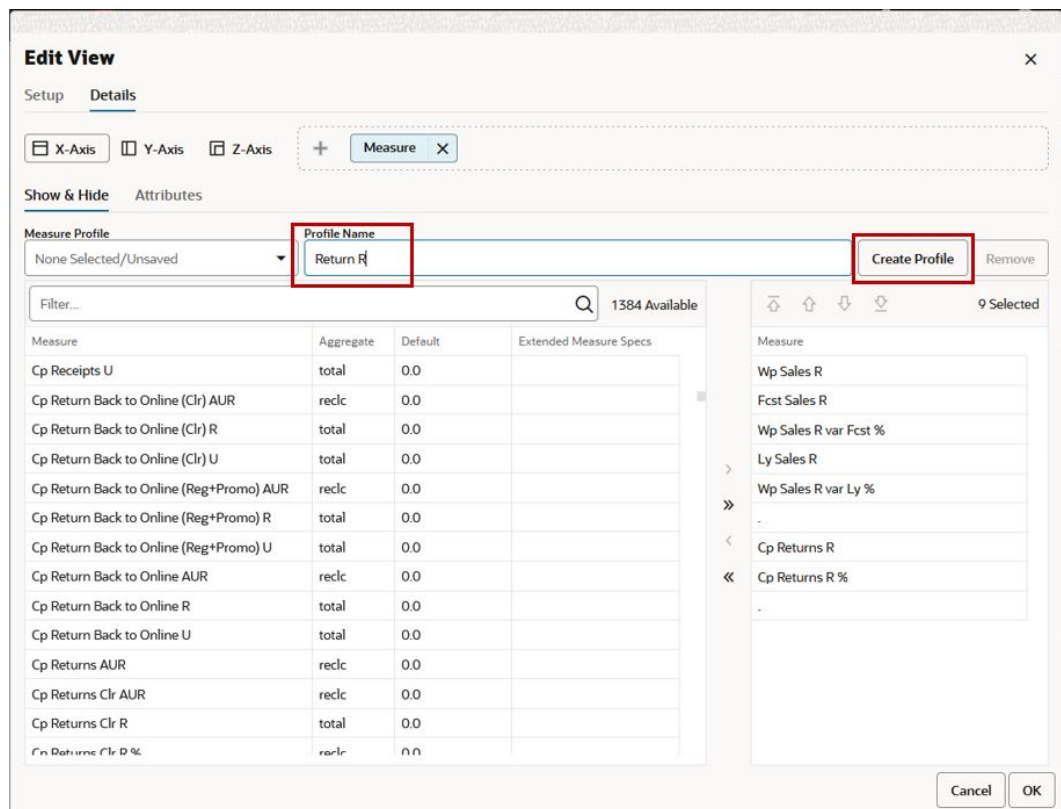 Edit View
Setup Details
X-Axis Y-Axis Z-Axis Measure
Show & Hide Attributes
Measure Profile Profile Name
None Selected/Unsaved Return R Create Profile Remove
Filter... 1384 Available 9 Selected
Measure Aggregate Default Extended Measure Specs Measure
Cp Receipts U total 0.0 Wp Sales R
Cp Return Back to Online (Clr) AUR reclc 0.0 Fcst Sales R
Cp Return Back to Online (Clr) R total 0.0 Wp Sales R var Fcst %
Cp Return Back to Online (Clr) U total 0.0 Ly Sales R
Cp Return Back to Online (Reg+Promo) AUR reclc 0.0 Wp Sales R var Ly %
Cp Return Back to Online (Reg+Promo) R total 0.0 .
Cp Return Back to Online (Reg+Promo) U total 0.0 Cp Returns R
Cp Return Back to Online AUR reclc 0.0 Cp Returns R %
Cp Return Back to Online R total 0.0 .
Cp Return Back to Online U total 0.0
Cp Returns AUR reclc 0.0
Cp Returns Clr AUR reclc 0.0
Cp Returns Clr R total 0.0
Cp Returns Clr R % reclc 0.0
Cancel OK